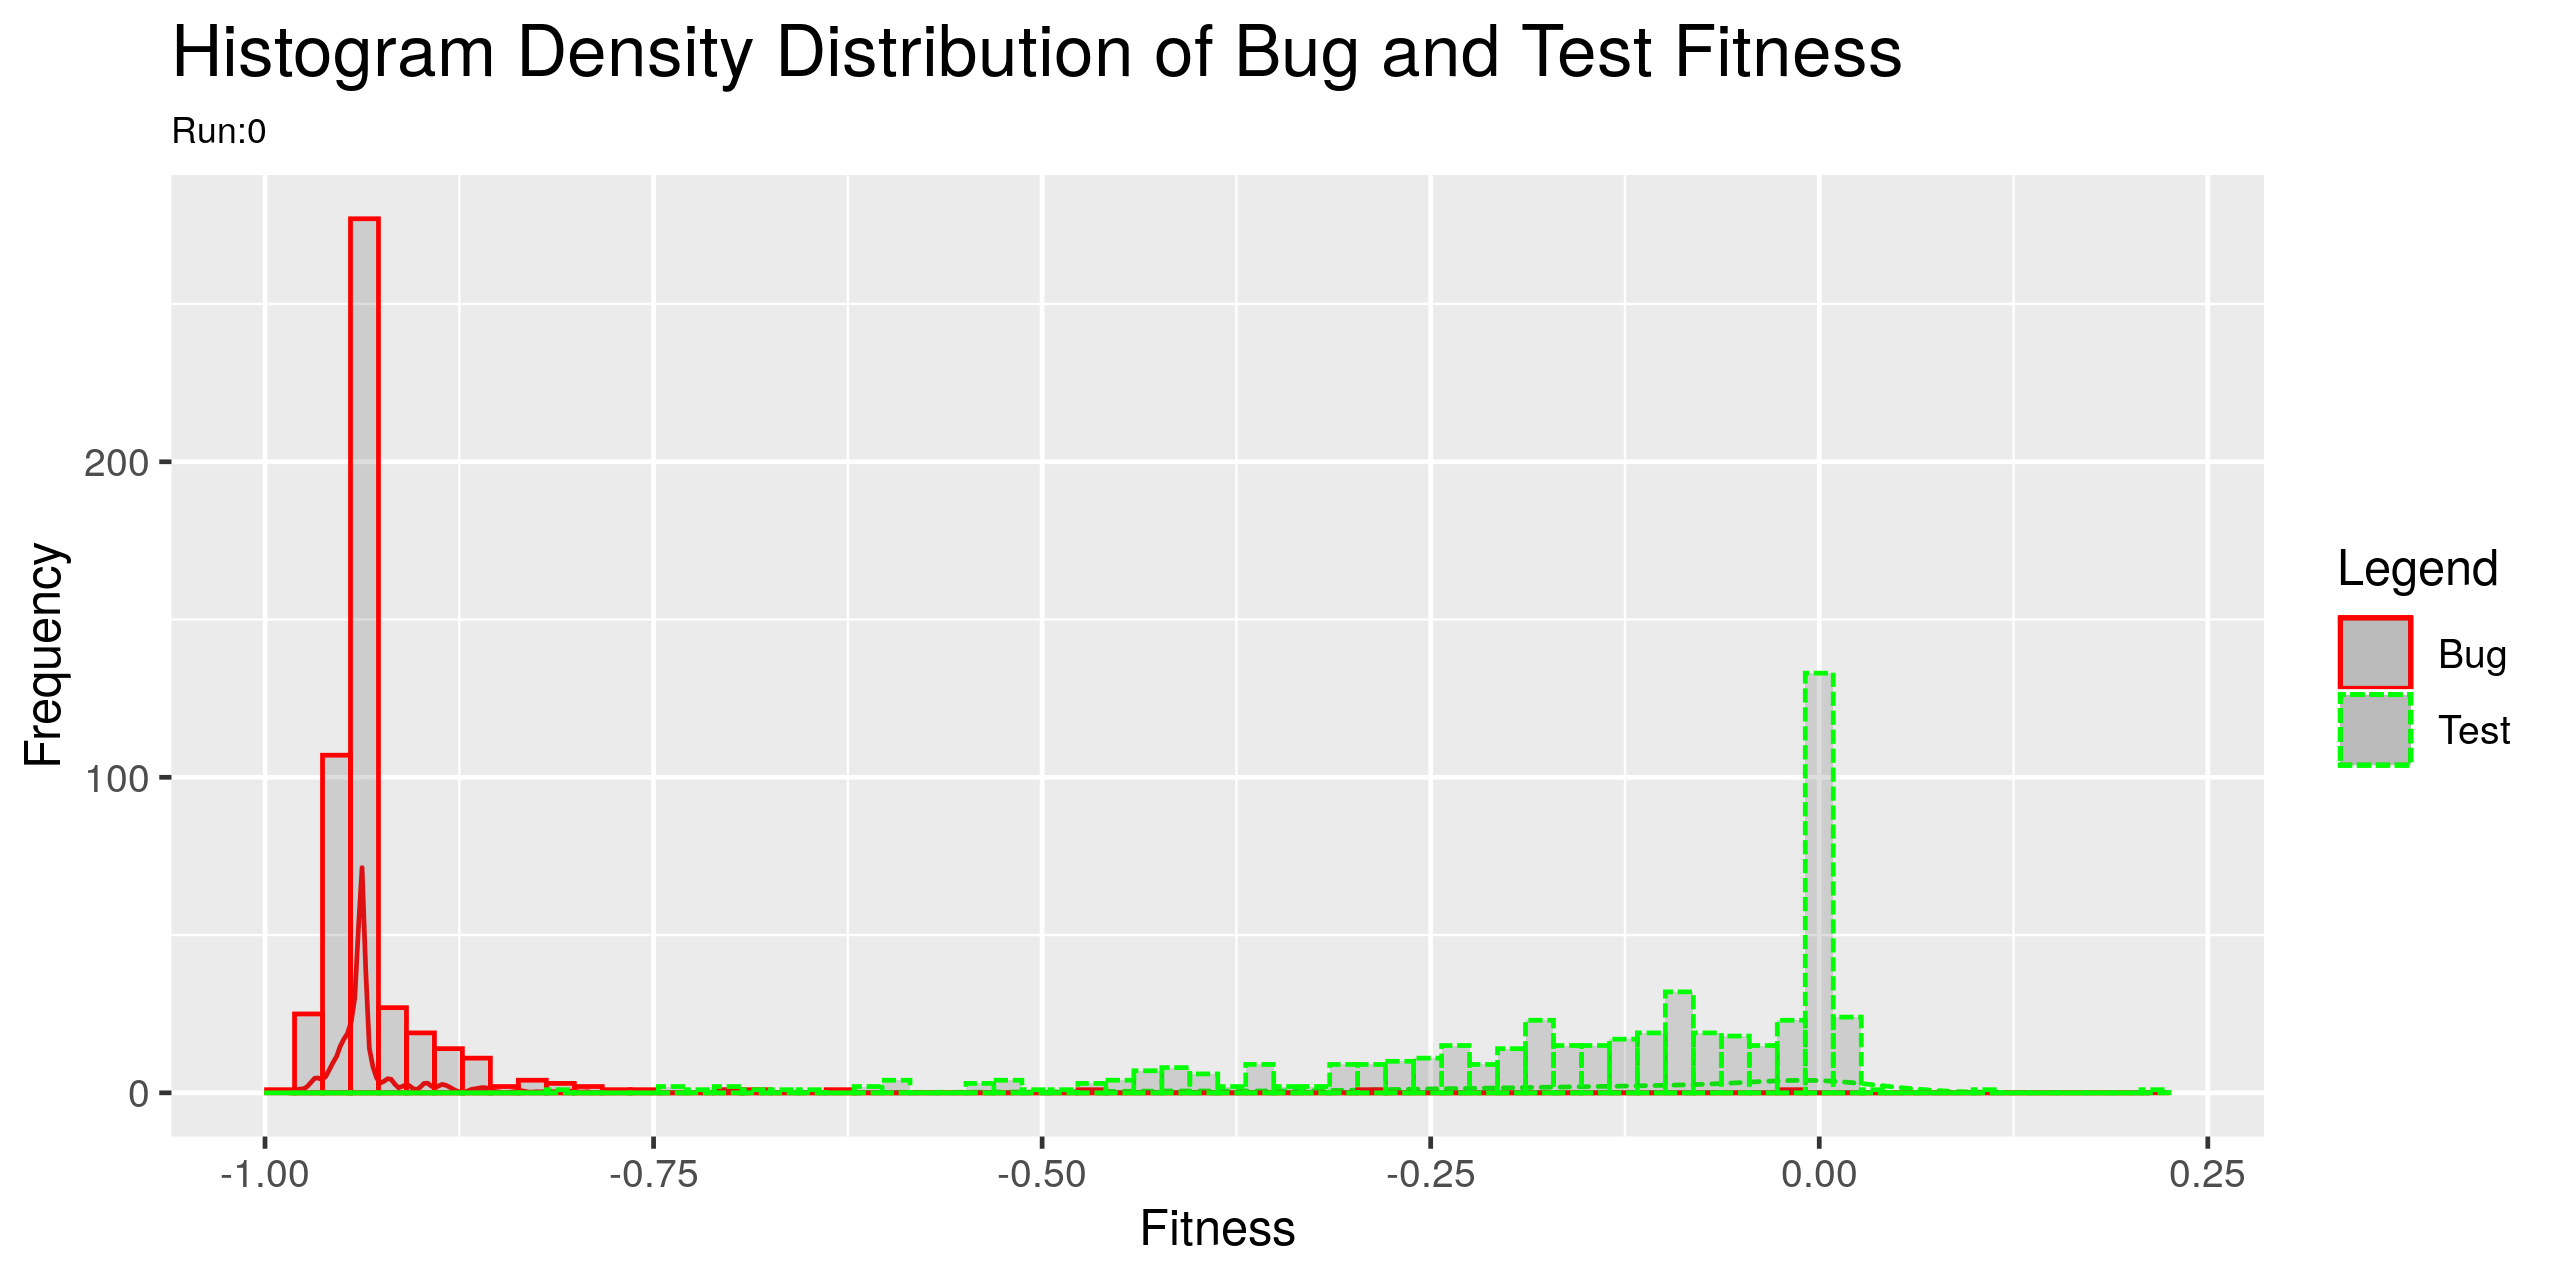 Histogram Density Distribution of Bug and Test Fitness
Run:0
Frequency
200
100
0
-1.00
-0.75
-0.50
-0.25
0.00
0.25
Fitness
Legend
Bug
Test